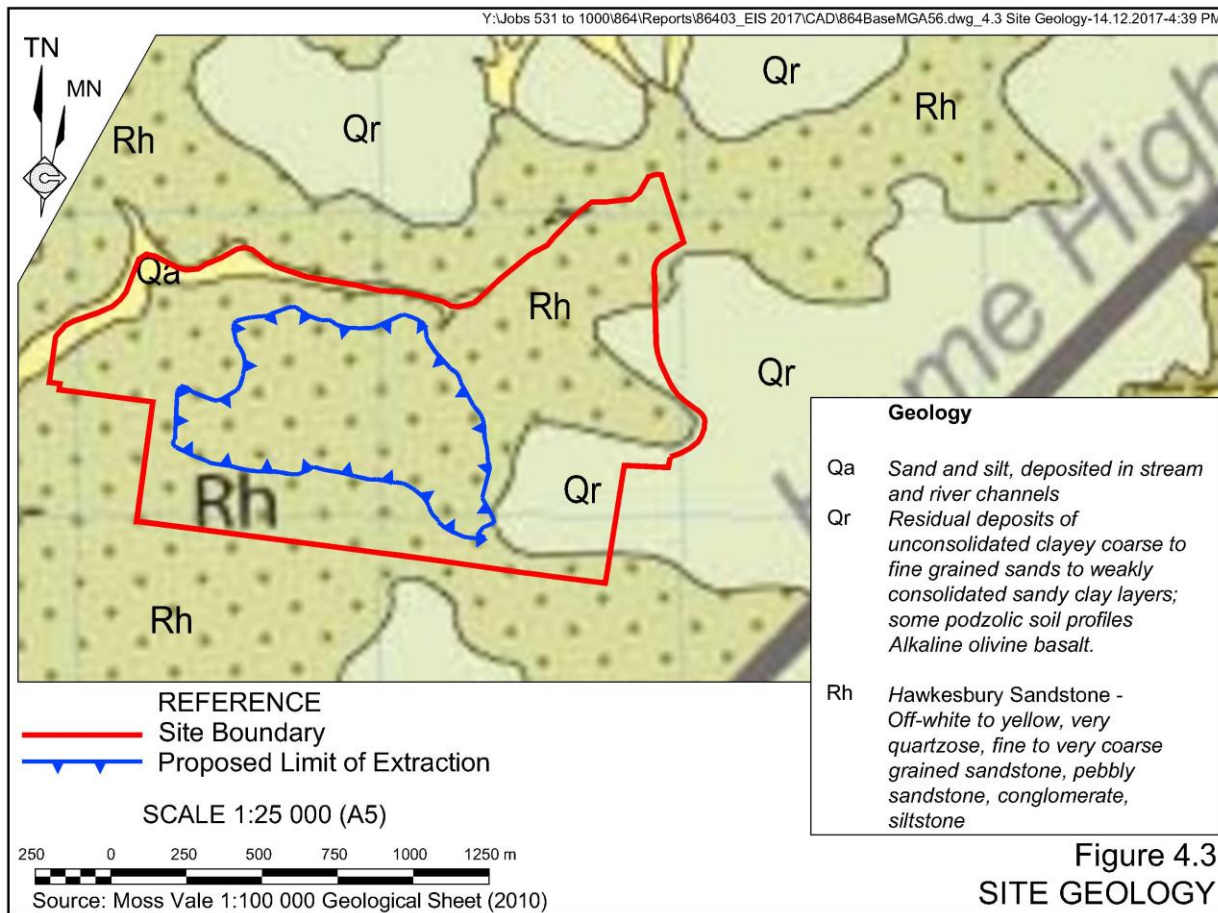 Y:\Jobs 531 to 1000\864\Reports\86403_EIS 2017\CAD\864BaseMGA56.dwg_4.3 Site Geology-14.12.2017-4:39 PM
TN
MN
Qr
Qr
Rh
Rh
Qa
Rh
Qr
Qr
Rh
Rh
me High
Geology
Qa Sand and silt, deposited in stream
and river channels
Qr Residual deposits of
unconsolidated clayey coarse to
fine grained sands to weakly
consolidated sandy clay layers;
some podzolic soil profiles
Alkaline olivine basalt.
Rh Hawkesbury Sandstone -
Off-white to yellow, very
quartzose, fine to very coarse
grained sandstone, pebbly
sandstone, conglomerate,
siltstone
REFERENCE
Site Boundary
Proposed Limit of Extraction
SCALE 1:25 000 (A5)
250 0 250 500 750 1000 1250 m
Source: Moss Vale 1:100 000 Geological Sheet (2010)
Figure 4.3
SITE GEOLOGY